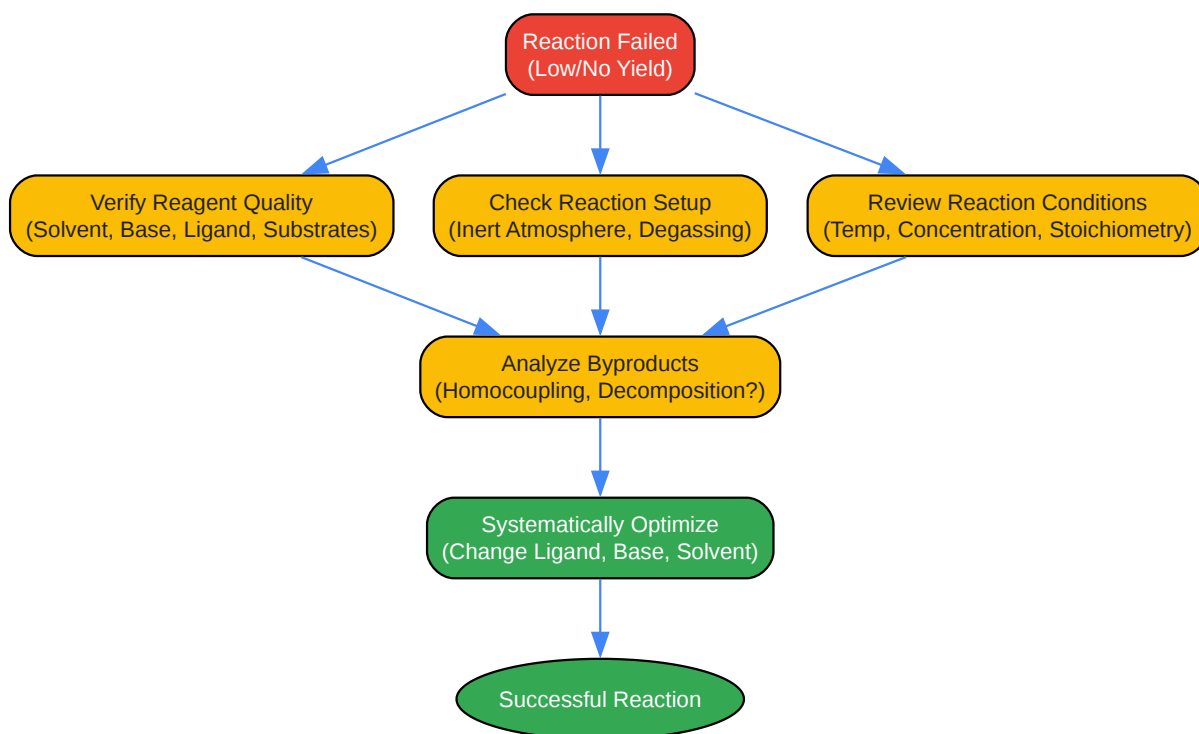 Reaction Failed
(Low/No Yield)
Verify Reagent Quality
(Solvent, Base, Ligand, Substrates)
Check Reaction Setup
(Inert Atmosphere, Degassing)
Review Reaction Conditions
(Temp, Concentration, Stoichiometry)
Analyze Byproducts
(Homocoupling, Decomposition?)
Systematically Optimize
(Change Ligand, Base, Solvent)
Successful Reaction